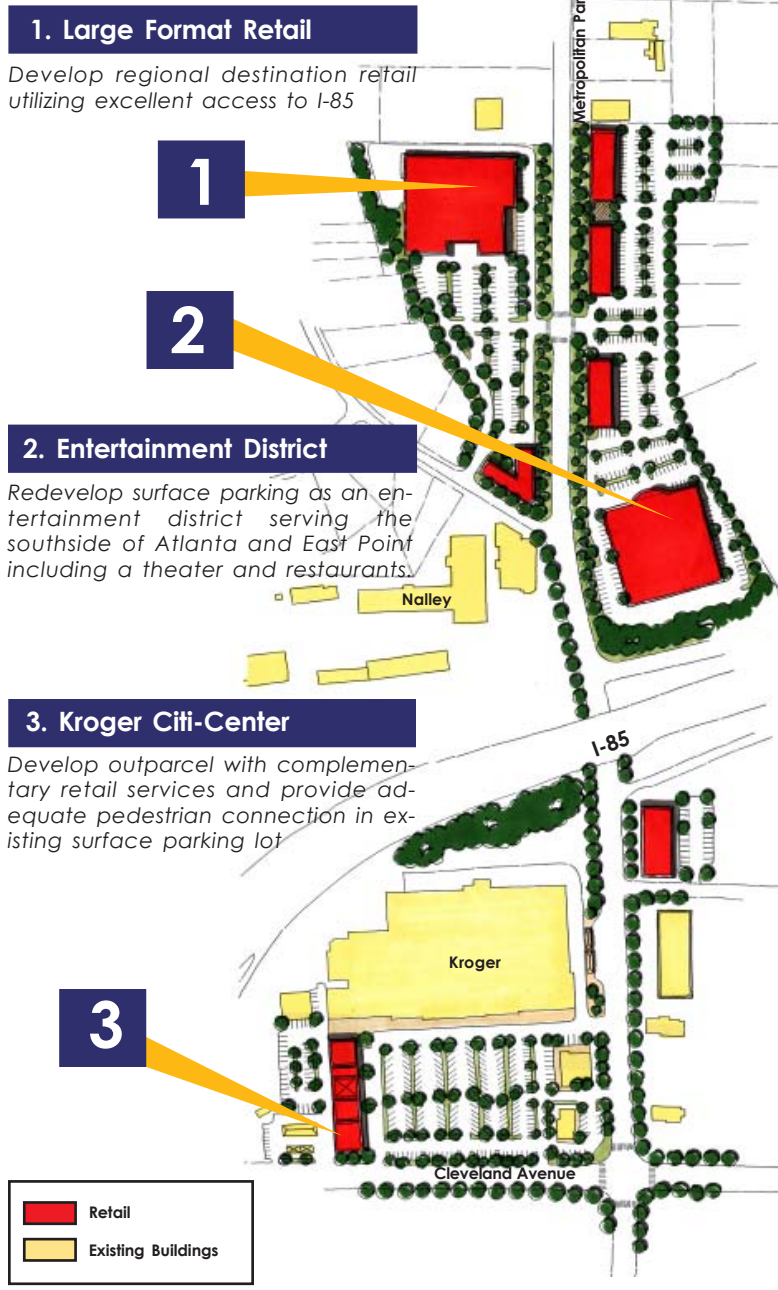 1. Large Format Retail
Develop regional destination retail
utilizing excellent access to I-85
Metropolitan Par
1
2
2. Entertainment District
Redevelop surface parking as an en-
tertainment district serving the
southside of Atlanta and East Point
including a theater and restaurants.
Nalley
3. Kroger Citi-Center
Develop outparcel with complemen-
tary retail services and provide ad-
equate pedestrian connection in ex-
isting surface parking lot
I-85
Kroger
3
Cleveland Avenue
Retail
Existing Buildings